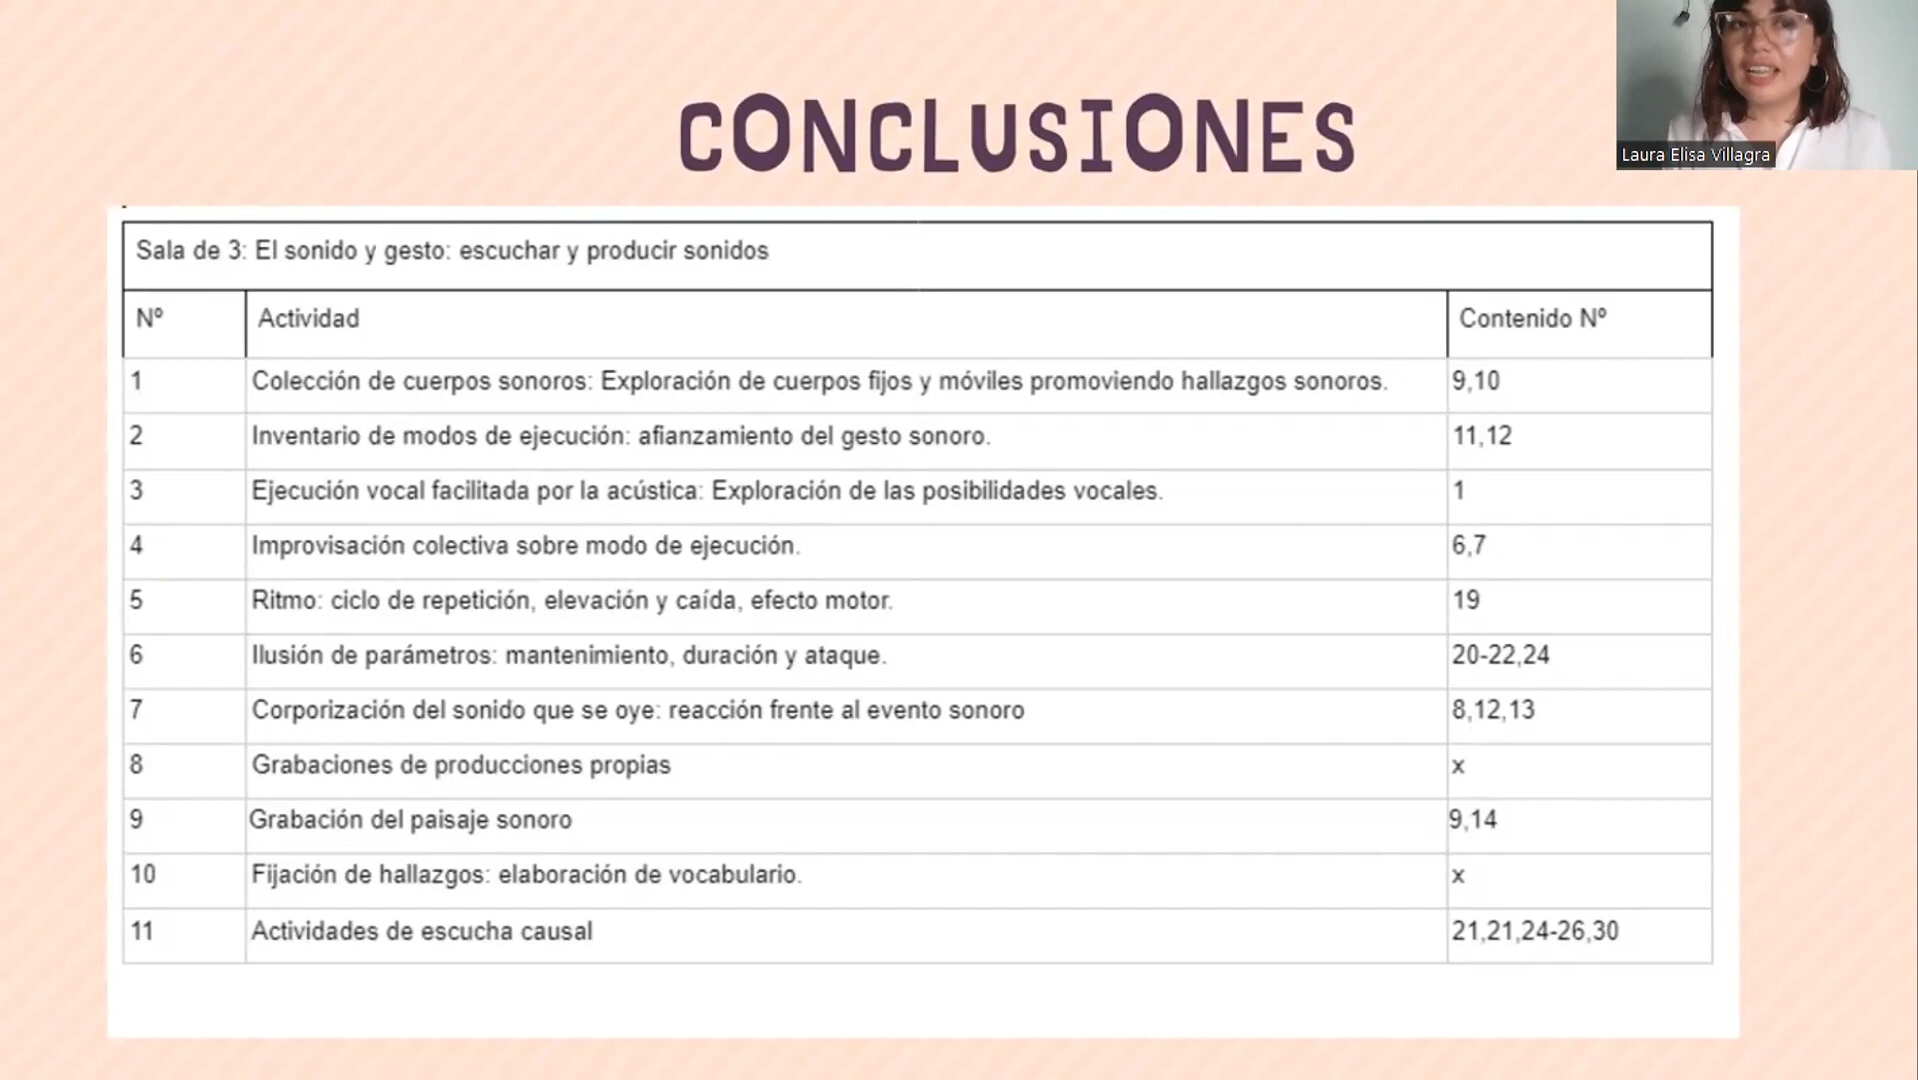 CONCLUSIONES
Laura Elisa Villagra
Sala de 3: El sonido y gesto: escuchar y producir sonidos
Nº Actividad Contenido Nº
1 Colección de cuerpos sonoros: Exploración de cuerpos fijos y móviles promoviendo hallazgos sonoros. 9,10
2 Inventario de modos de ejecución: afianzamiento del gesto sonoro. 11,12
3 Ejecución vocal facilitada por la acústica: Exploración de las posibilidades vocales. 1
4 Improvisación colectiva sobre modo de ejecución. 6,7
5 Ritmo: ciclo de repetición, elevación y caída, efecto motor. 19
6 Ilusión de parámetros: mantenimiento, duración y ataque. 20-22,24
7 Corporización del sonido que se oye: reacción frente al evento sonoro 8,12,13
8 Grabaciones de producciones propias x
9 Grabación del paisaje sonoro 9,14
10 Fijación de hallazgos: elaboración de vocabulario. x
11 Actividades de escucha causal 21,21,24-26,30